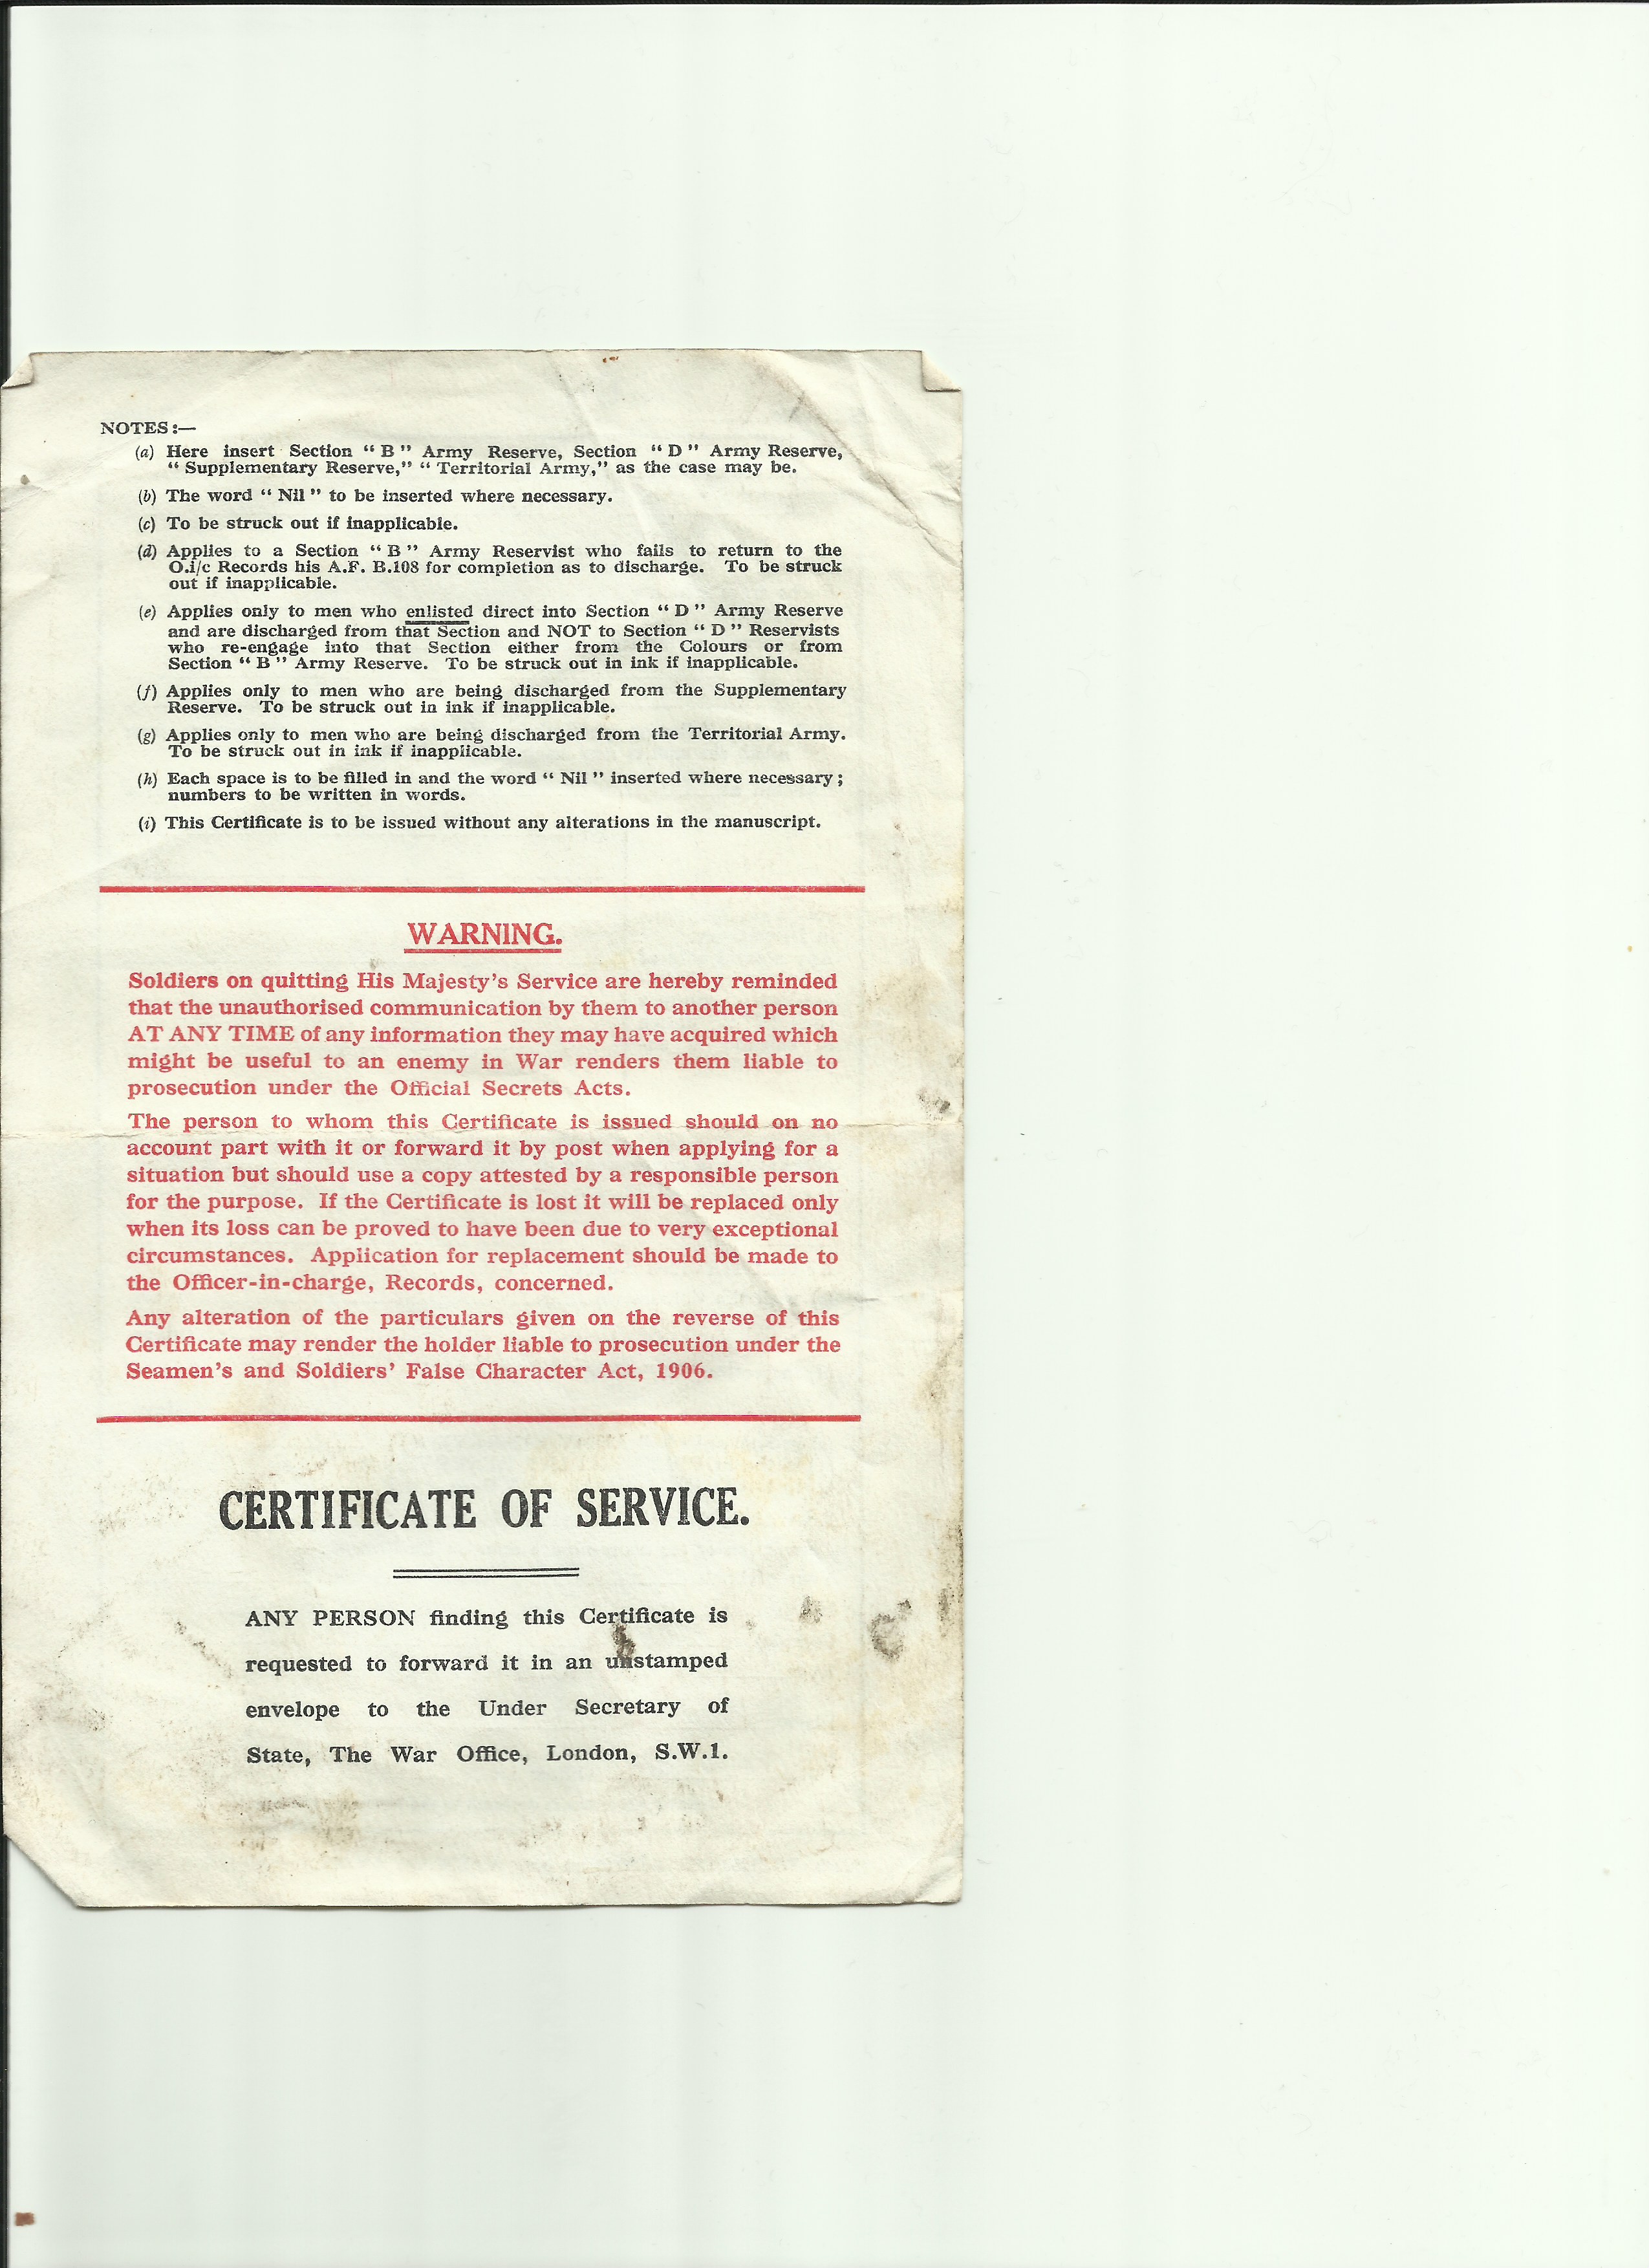 NOTES :—
(a) Here insert Section “ B ” Army Reserve, Section “ D ” Army Reserve,
“ Supplementary Reserve,” “ Territorial Army,” as the case may be.
(b) The word “ Nil ” to be inserted where necessary.
(c) To be struck out if inapplicable.
(d) Applies to a Section “ B ” Army Reservist who fails to return to the
O.i/c Records his A.F. B.108 for completion as to discharge. To be struck
out if inapplicable.
(e) Applies only to men who enlisted direct into Section “ D ” Army Reserve
and are discharged from that Section and NOT to Section “ D ” Reservists
who re-engage into that Section either from the Colours or from
Section “ B ” Army Reserve. To be struck out in ink if inapplicable.
(f) Applies only to men who are being discharged from the Supplementary
Reserve. To be struck out in ink if inapplicable.
(g) Applies only to men who are being discharged from the Territorial Army.
To be struck out in ink if inapplicable.
(h) Each space is to be filled in and the word “ Nil ” inserted where necessary ;
numbers to be written in words.
(i) This Certificate is to be issued without any alterations in the manuscript.
WARNING.
Soldiers on quitting His Majesty’s Service are hereby reminded
that the unauthorised communication by them to another person
AT ANY TIME of any information they may have acquired which
might be useful to an enemy in War renders them liable to
prosecution under the Official Secrets Acts.
The person to whom this Certificate is issued should on no
account part with it or forward it by post when applying for a
situation but should use a copy attested by a responsible person
for the purpose. If the Certificate is lost it will be replaced only
when its loss can be proved to have been due to very exceptional
circumstances. Application for replacement should be made to
the Officer-in-charge, Records, concerned.
Any alteration of the particulars given on the reverse of this
Certificate may render the holder liable to prosecution under the
Seamen’s and Soldiers’ False Character Act, 1906.
CERTIFICATE OF SERVICE.
ANY PERSON finding this Certificate is
requested to forward it in an unstamped
envelope to the Under Secretary of
State, The War Office, London, S.W.1.